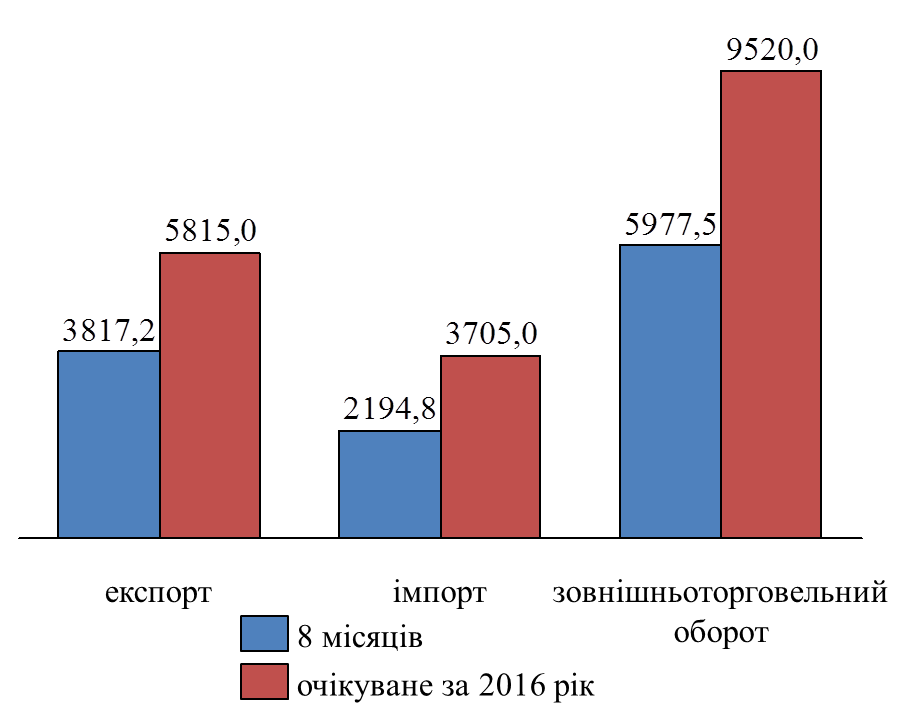 9520,0
5815,0
5977,5
3817,2
3705,0
2194,8
експорт
імпорт
зовнішньоторговельний
оборот
8 місяців
очікуване за 2016 рік